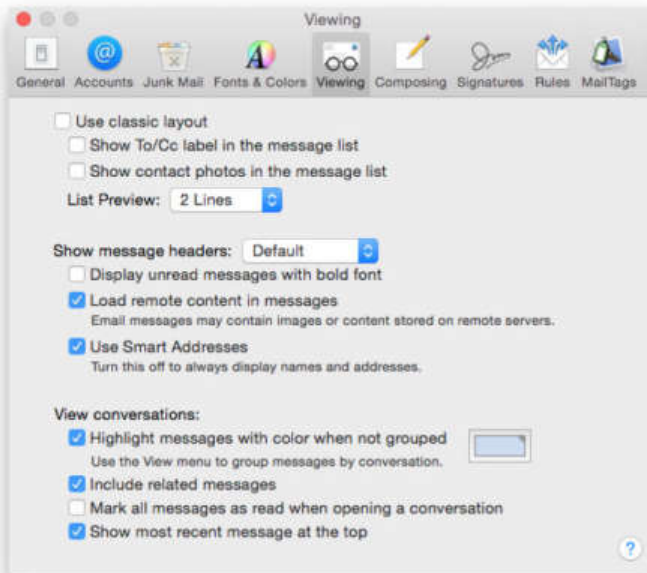 Viewing
General Accounts Junk Mail Fonts & Colors Viewing Composing Signatures Rules MailTags
Use classic layout
Show To/Cc label in the message list
Show contact photos in the message list
List Preview: 2 Lines
Show message headers: Default
Display unread messages with bold font
Load remote content in messages
Email messages may contain images or content stored on remote servers.
Use Smart Addresses
Turn this off to always display names and addresses.
View conversations:
Highlight messages with color when not grouped
Use the View menu to group messages by conversation.
Include related messages
Mark all messages as read when opening a conversation
Show most recent message at the top
?